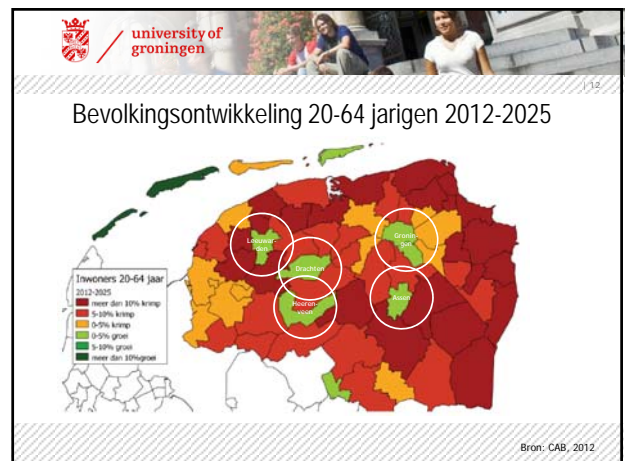 university of
groningen
| 12
Bevolkingsontwikkeling 20-64 jarigen 2012-2025
Leeuwar-
den
Gronin-
gen
Drachten
Heeren-
veen
Assen
Inwoners 20-64 jaar
2012-2025
meer dan 10% krimp
5-10% krimp
0-5% krimp
0-5% groei
5-10% groei
meer dan 10%groei
Bron: CAB, 2012